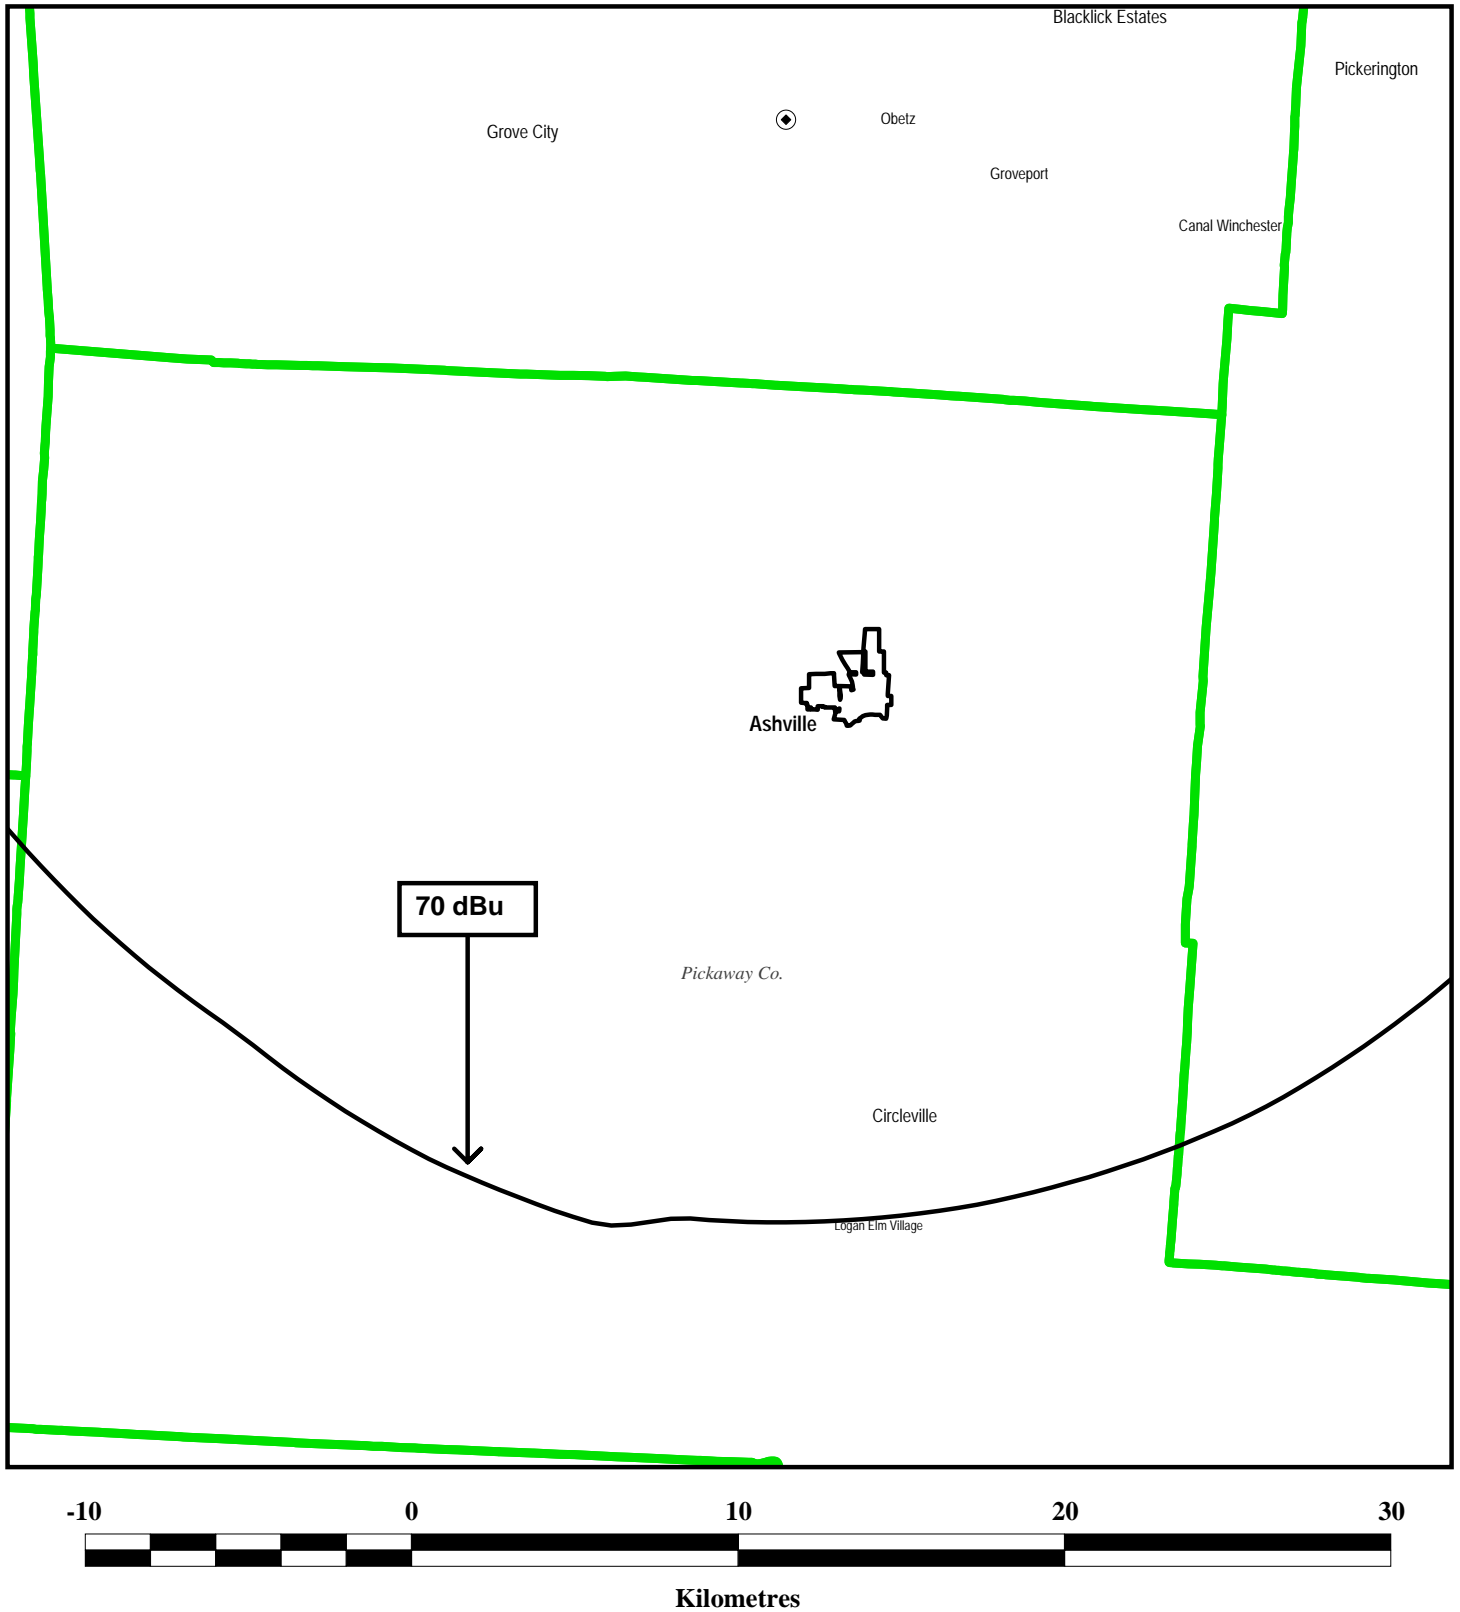 Blacklick Estates
Pickerington
Obetz
Grove City
Groveport
Canal Winchester
Ashville
70 dBu
Pickaway Co.
Circleville
Logan Elm Village
-10 0 10 20 30
Kilometres